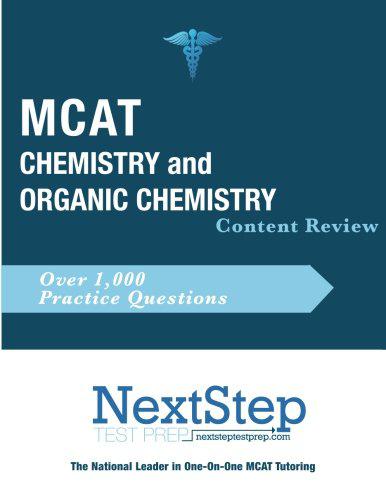 MCAT
CHEMISTRY and
ORGANIC CHEMISTRY
Content Review
Over 1,000
Practice Questions
NextStep
TEST PREP nextsteptestprep.com
The National Leader in One-On-One MCAT Tutoring